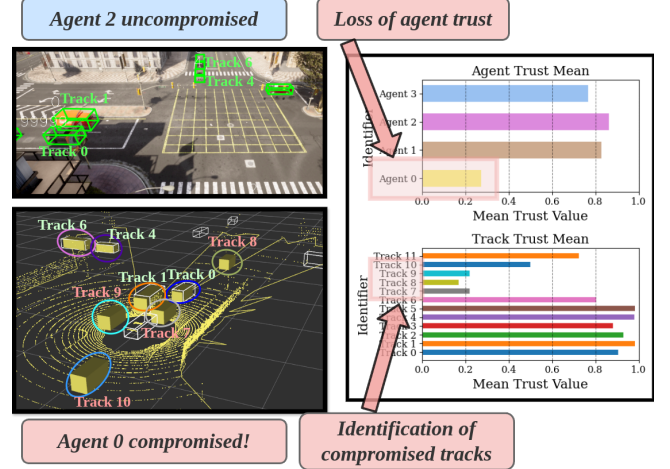 Agent 2 uncompromised
Loss of agent trust
Track 6
Track 4
Track 1
Track 0
Track 6
Track 4
Track 8
Track 1
Track 0
Track 9
Track 7
Track 10
Agent 0 compromised!
Agent Trust Mean
Identifier
Agent 3
Agent 2
Agent 1
Agent 0
0.0 0.2 0.4 0.6 0.8 1.0
Mean Trust Value
Track Trust Mean
Identifier
Track 11
Track 10
Track 9
Track 8
Track 7
Track 6
Track 5
Track 4
Track 3
Track 2
Track 1
Track 0
0.0 0.2 0.4 0.6 0.8 1.0
Mean Trust Value
Identification of
compromised tracks